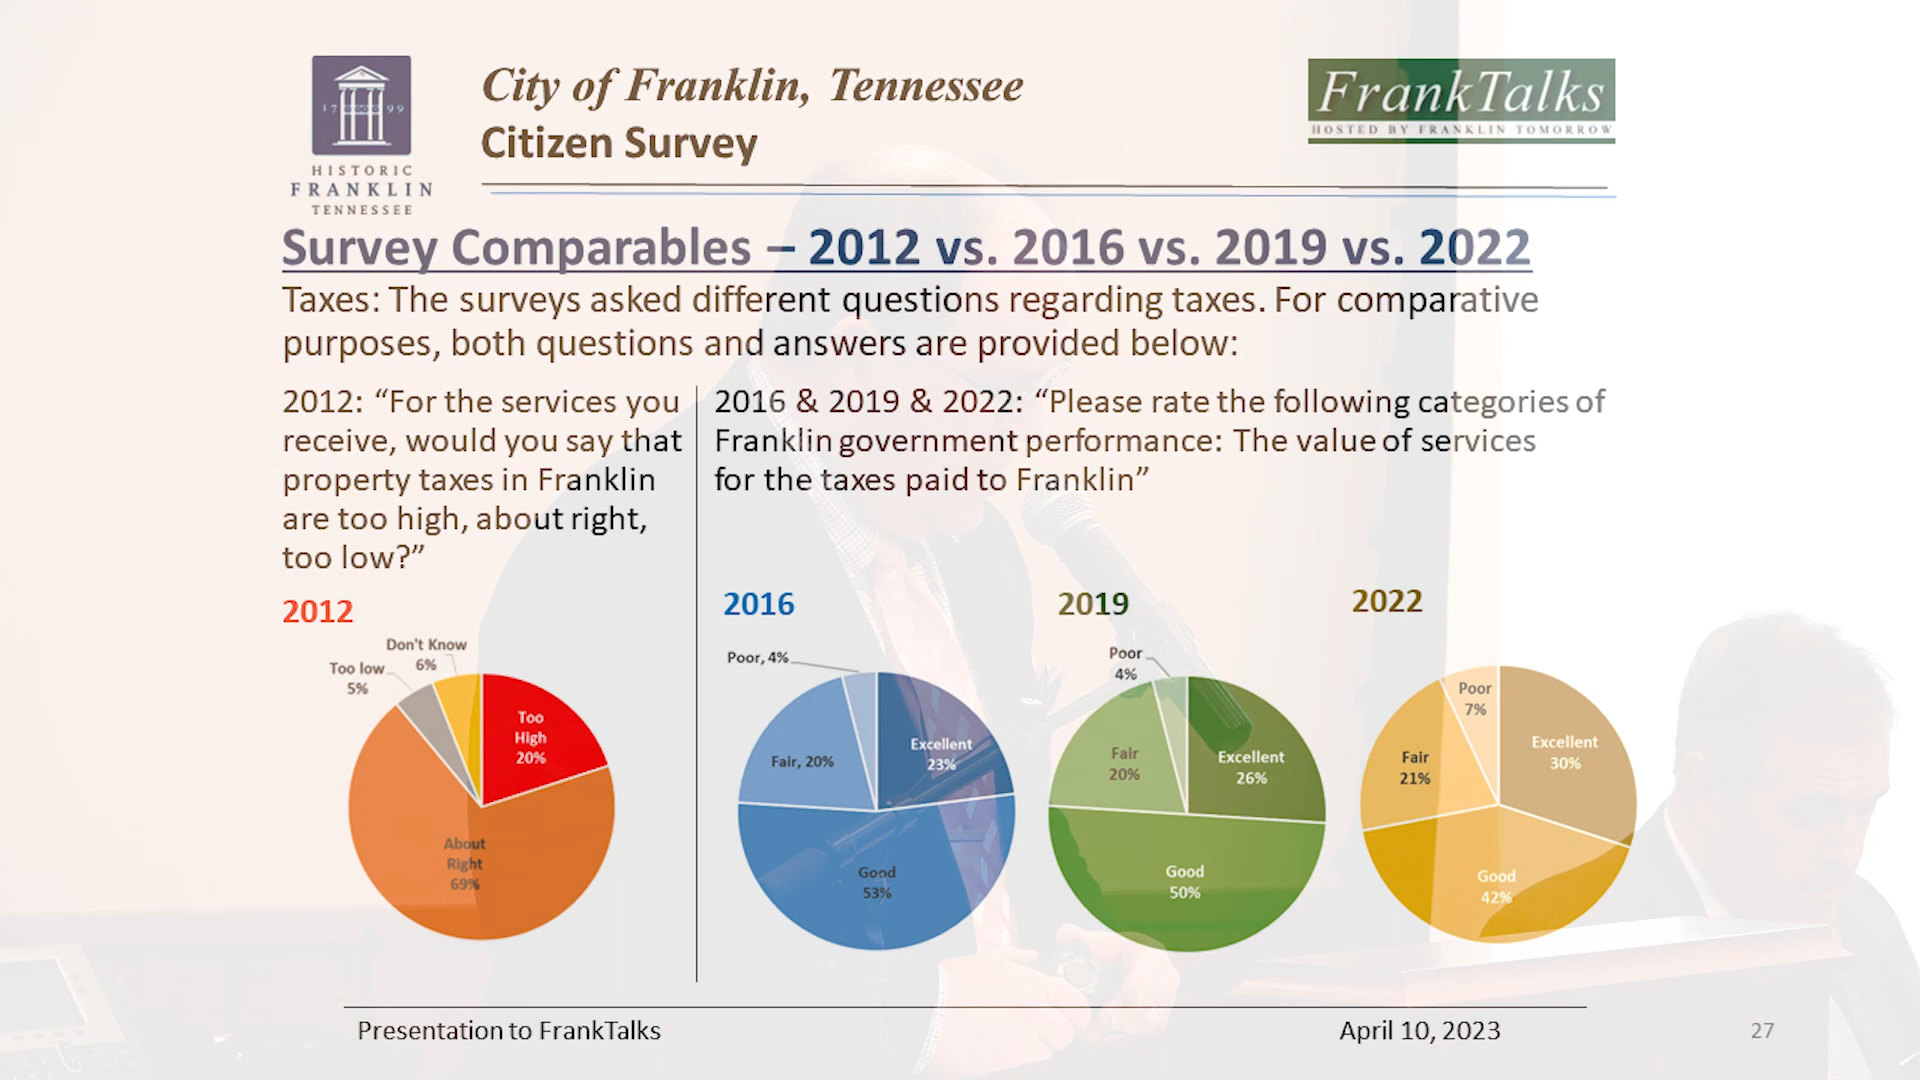 City of Franklin, Tennessee
Citizen Survey
17 99
HISTORIC
FRANKLIN
TENNESSEE
FrankTalks
HOSTED BY FRANKLIN TOMORROW
Survey Comparables – 2012 vs. 2016 vs. 2019 vs. 2022
Taxes: The surveys asked different questions regarding taxes. For comparative
purposes, both questions and answers are provided below:
2012: “For the services you
receive, would you say that
property taxes in Franklin
are too high, about right,
too low?”
2016 & 2019 & 2022: “Please rate the following categories of
Franklin government performance: The value of services
for the taxes paid to Franklin”
2012
Don't Know
6%
Too low
5%
Too
High
20%
About
Right
69%
2016
Poor, 4%
Excellent
23%
Fair, 20%
Good
53%
2019
Poor
4%
Fair
20%
Excellent
26%
Good
50%
2022
Poor
7%
Excellent
30%
Fair
21%
Good
42%
Presentation to FrankTalks
April 10, 2023
27